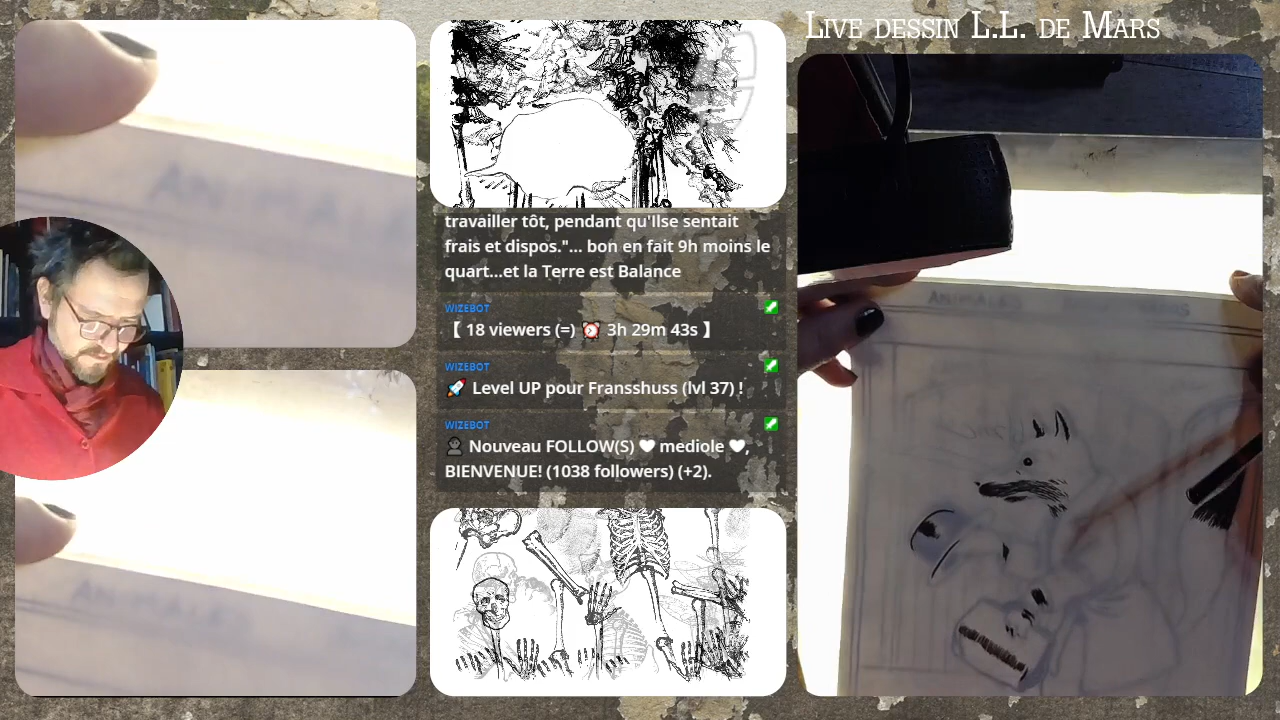 LIVE DESSIN L.L. DE MARS
travailler tôt, pendant qu'Ilse sentait
frais et dispos."... bon en fait 9h moins le
quart...et la Terre est Balance
WIZEBOT
【 18 viewers (=) ⏰ 3h 29m 43s 】
WIZEBOT
🚀 Level UP pour Fransshuss (lvl 37) !
WIZEBOT
👤 Nouveau FOLLOW(S) ❤ mediole ❤,
BIENVENUE! (1038 followers) (+2).